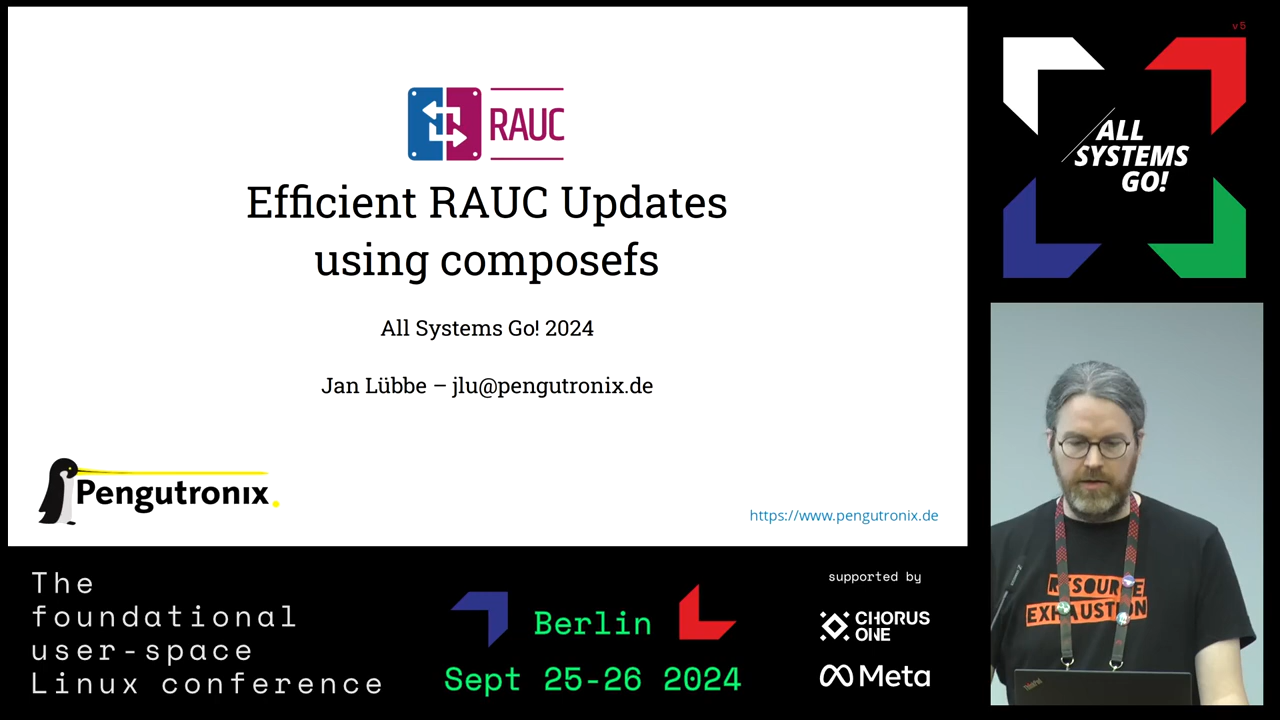 RAUC
Efficient RAUC Updates
using composefs
All Systems Go! 2024
Jan Lübbe – jlu@pengutronix.de
Pengutronix.
https://www.pengutronix.de
v5
ALL
SYSTEMS
GO!
RESOURCE
EXHAUSTION
ThinkPad
The
foundational
user-space
Linux conference
Berlin
Sept 25-26 2024
supported by
CHORUS
ONE
Meta